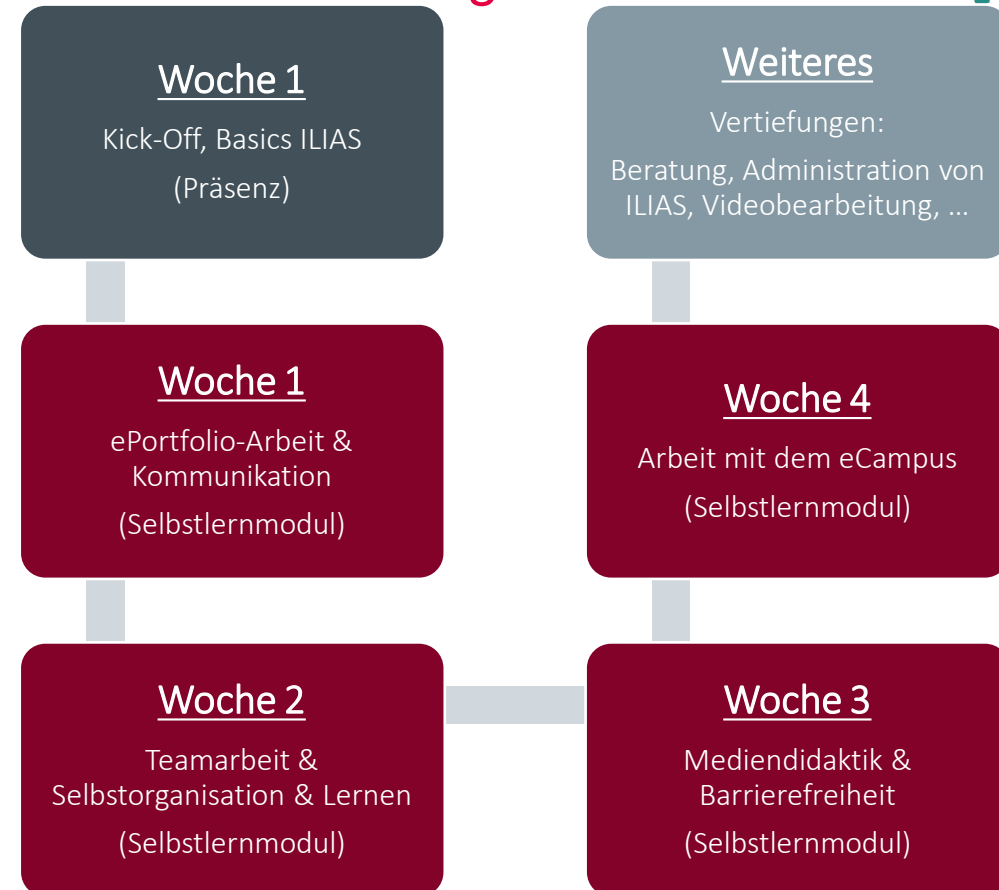 Woche 1
Kick-Off, Basics ILIAS
(Präsenz)
Woche 1
ePortfolio-Arbeit &
Kommunikation
(Selbstlernmodul)
Woche 2
Teamarbeit &
Selbstorganisation & Lernen
(Selbstlernmodul)
Woche 3
Mediendidaktik &
Barrierefreiheit
(Selbstlernmodul)
Woche 4
Arbeit mit dem eCampus
(Selbstlernmodul)
Weiteres
Vertiefungen:
Beratung, Administration von
ILIAS, Videobearbeitung, …